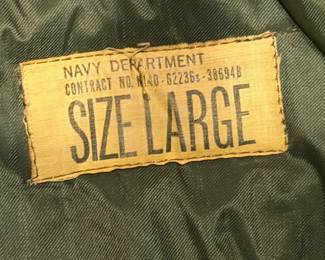 NAVY DEPARTMENT
CONTRACT NO. N140-62236s-38694B
SIZE LARGE